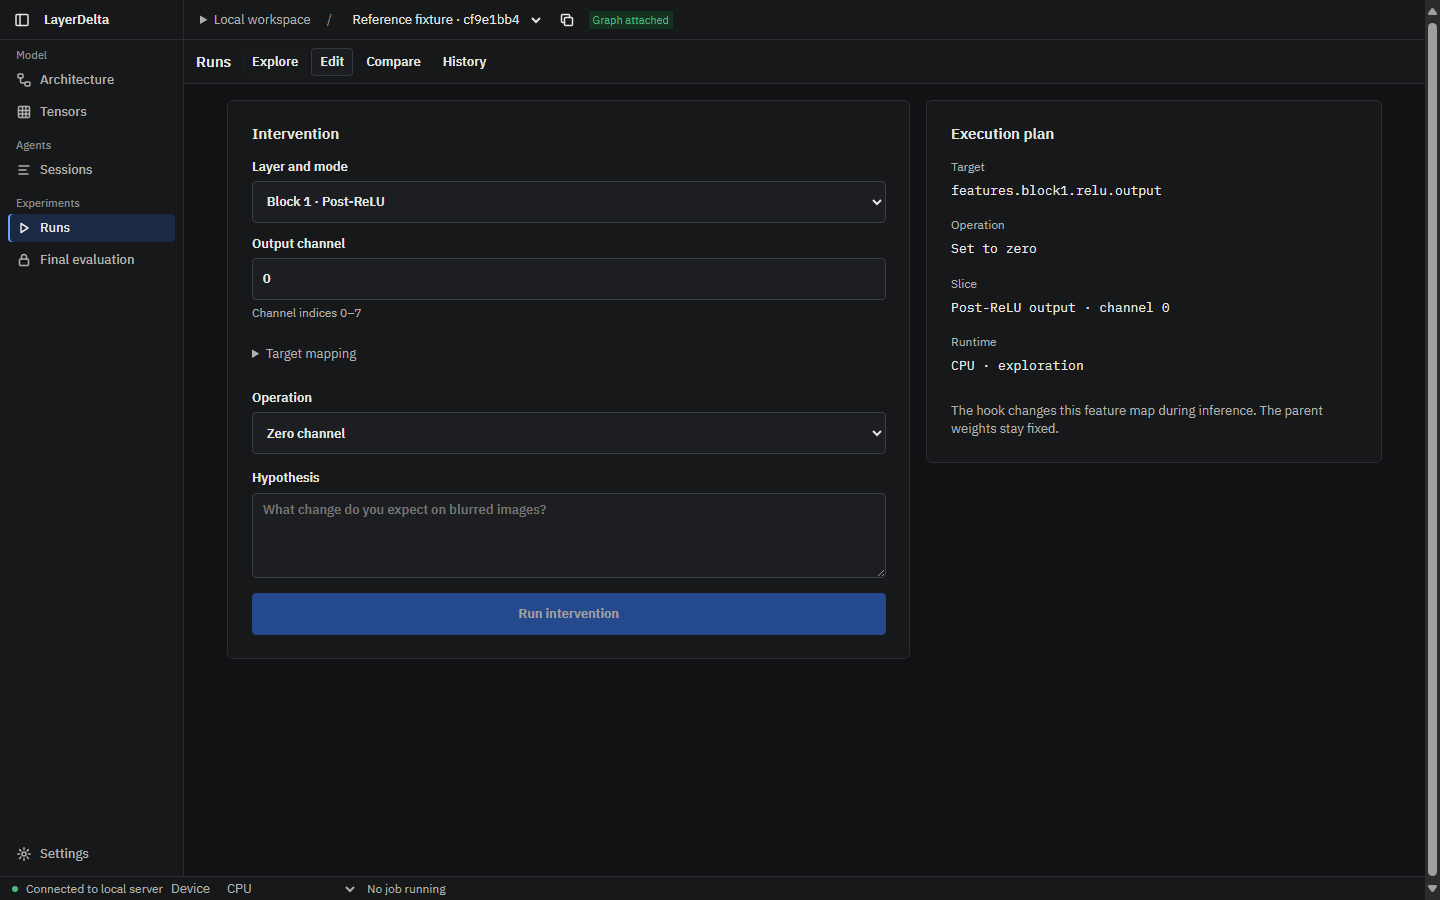 LayerDelta
Local workspace / Reference fixture · cf9e1bb4 Graph attached
Model
Architecture
Tensors
Agents
Sessions
Experiments
Runs
Final evaluation
Settings
Runs Explore Edit Compare History
Intervention
Layer and mode
Block 1 · Post-ReLU
Output channel
0
Channel indices 0–7
Target mapping
Operation
Zero channel
Hypothesis
What change do you expect on blurred images?
Run intervention
Execution plan
Target
features.block1.relu.output
Operation
Set to zero
Slice
Post-ReLU output · channel 0
Runtime
CPU · exploration
The hook changes this feature map during inference. The parent
weights stay fixed.
Connected to local server Device CPU No job running